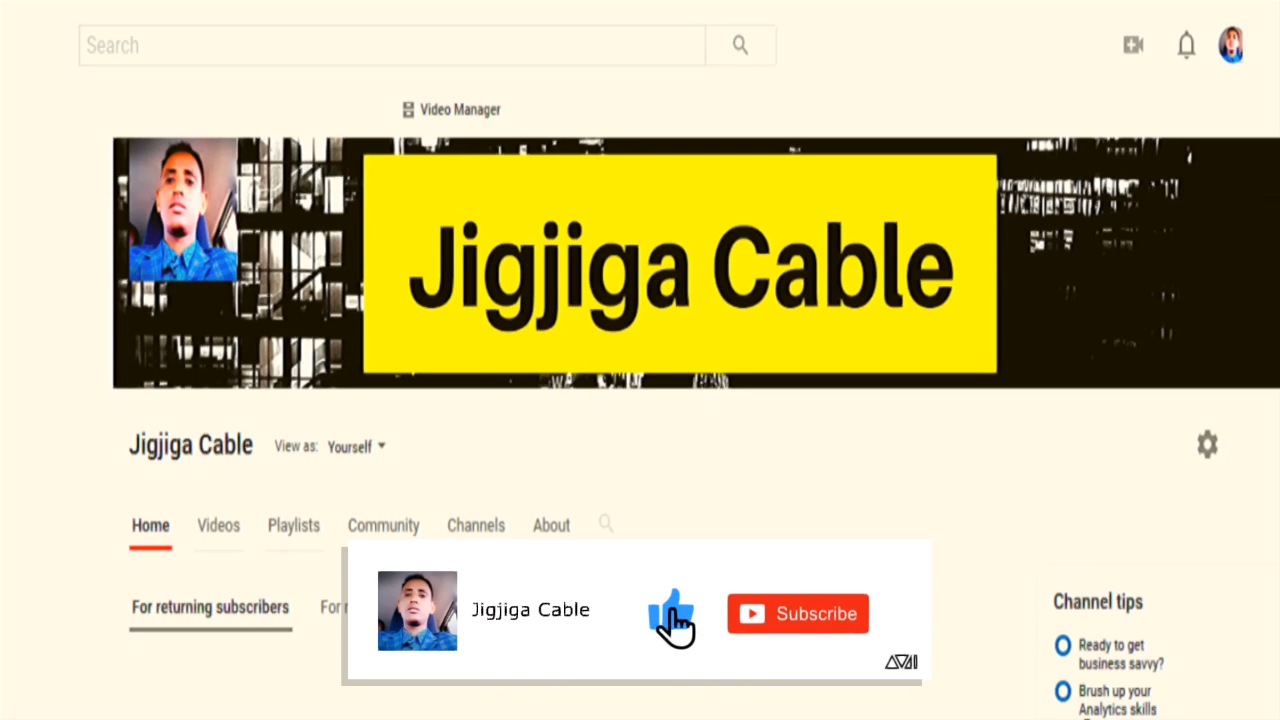 Search
Video Manager
Jigjiga Cable
Jigjiga Cable View as: Yourself
Home Videos Playlists Community Channels About
For returning subscribers For
Jigjiga Cable
Subscribe
Channel tips
Ready to get
business savvy?
Brush up your
Analytics skills